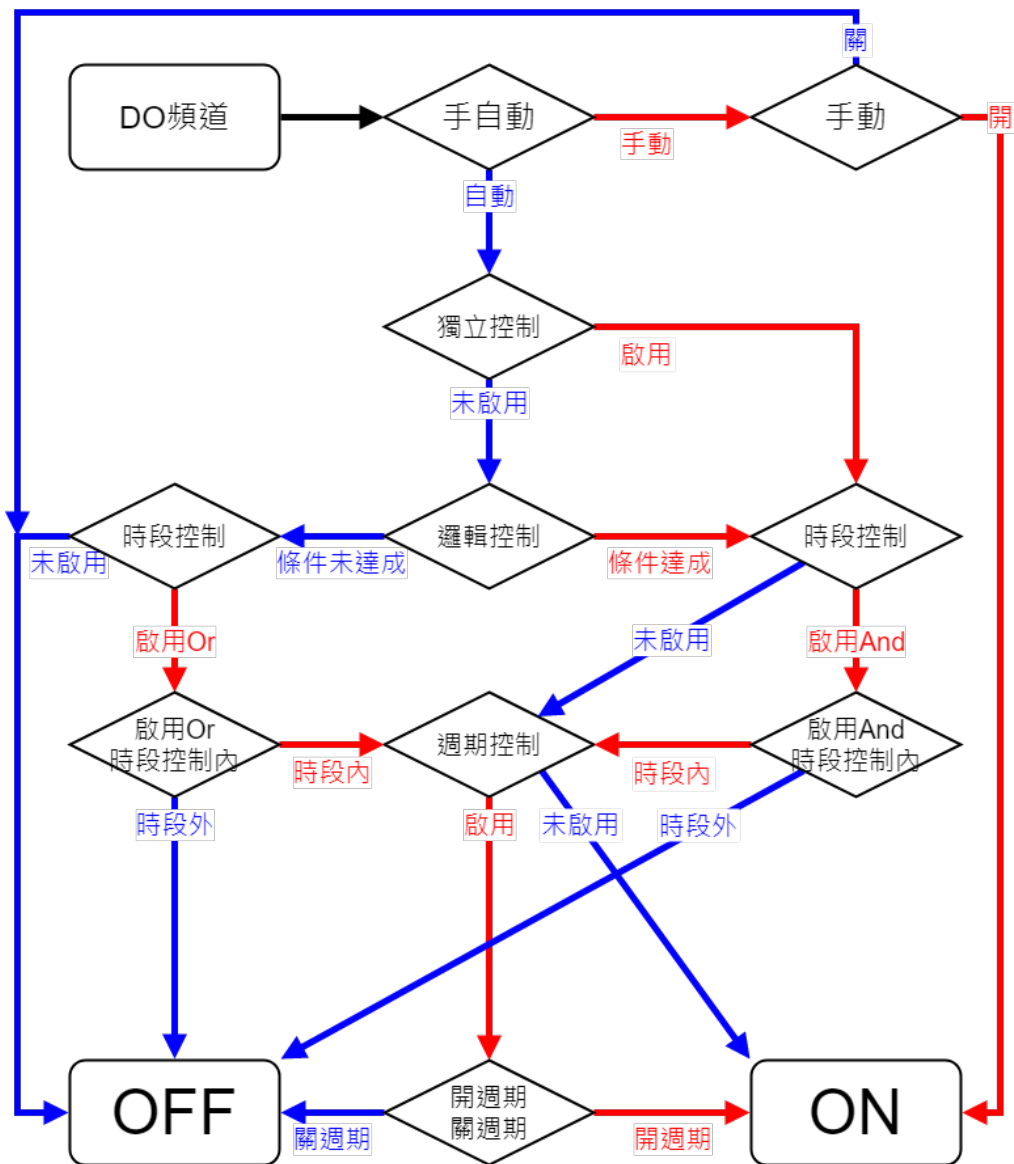 關
DO頻道
手自動
手動
手動
開
自動
獨立控制
啟用
未啟用
時段控制
邏輯控制
時段控制
未啟用
條件未達成
條件達成
啟用Or
未啟用
啟用And
啟用Or
時段控制內
時段內
週期控制
時段內
啟用And
時段控制內
時段外
啟用
未啟用
時段外
OFF
關週期
開週期
關週期
開週期
ON